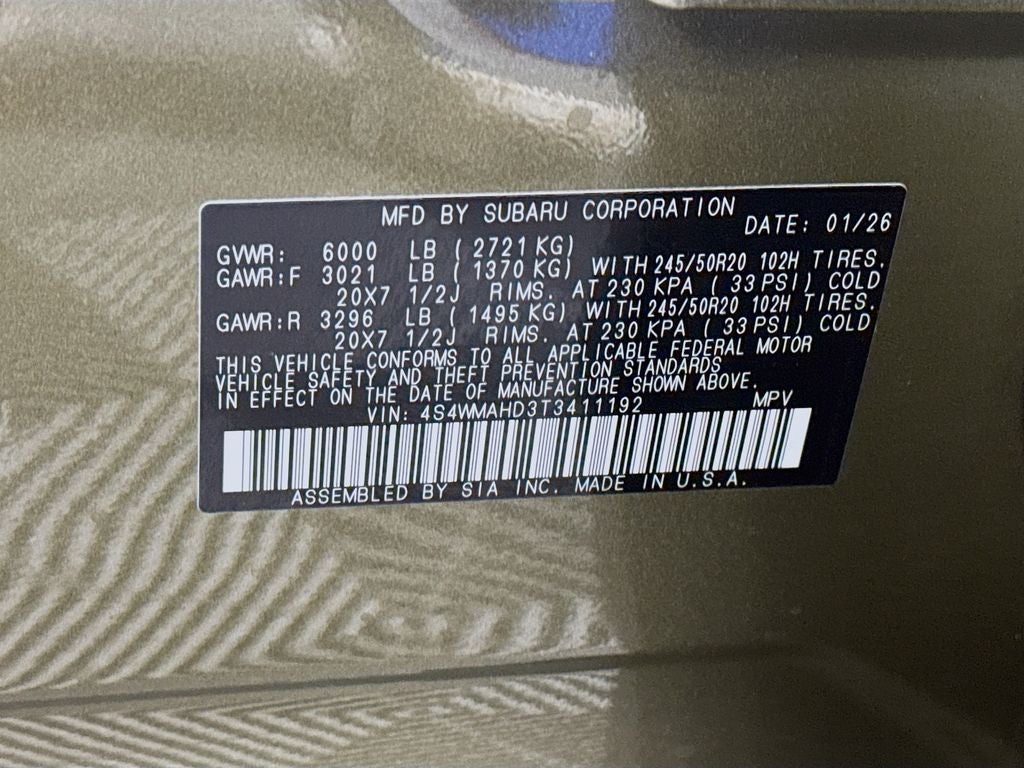 MFD BY SUBARU CORPORATION DATE: 01/26
GVWR: 6000 LB ( 2721 KG)
GAWR:F 3021 LB ( 1370 KG) WITH 245/50R20 102H TIRES.
20X7 1/2J RIMS. AT 230 KPA ( 33 PSI) COLD
GAWR:R 3296 LB ( 1495 KG) WITH 245/50R20 102H TIRES.
20X7 1/2J RIMS. AT 230 KPA ( 33 PSI) COLD
THIS VEHICLE CONFORMS TO ALL APPLICABLE FEDERAL MOTOR
VEHICLE SAFETY AND THEFT PREVENTION STANDARDS
IN EFFECT ON THE DATE OF MANUFACTURE SHOWN ABOVE.
VIN: 4S4WMAHD3T3411192 MPV
ASSEMBLED BY SIA INC. MADE IN U.S.A.